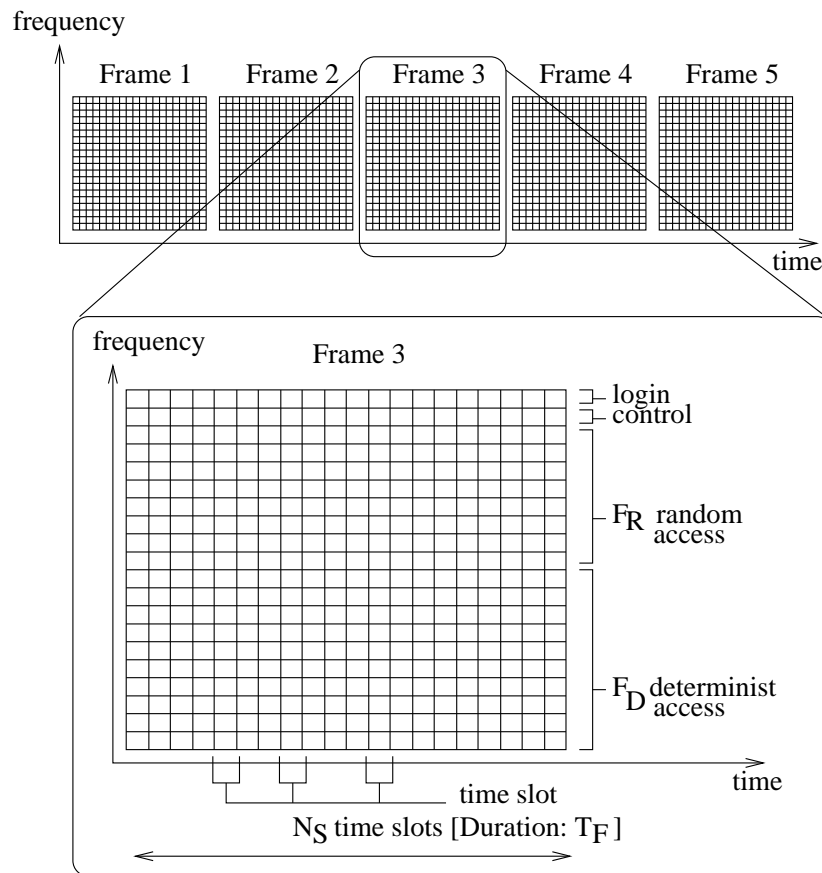 frequency
Frame 1
Frame 2
Frame 3
Frame 4
Frame 5
time
frequency
Frame 3
login
control
F_R random
access
F_D determinist
access
time
time slot
N_S time slots [Duration: T_F]